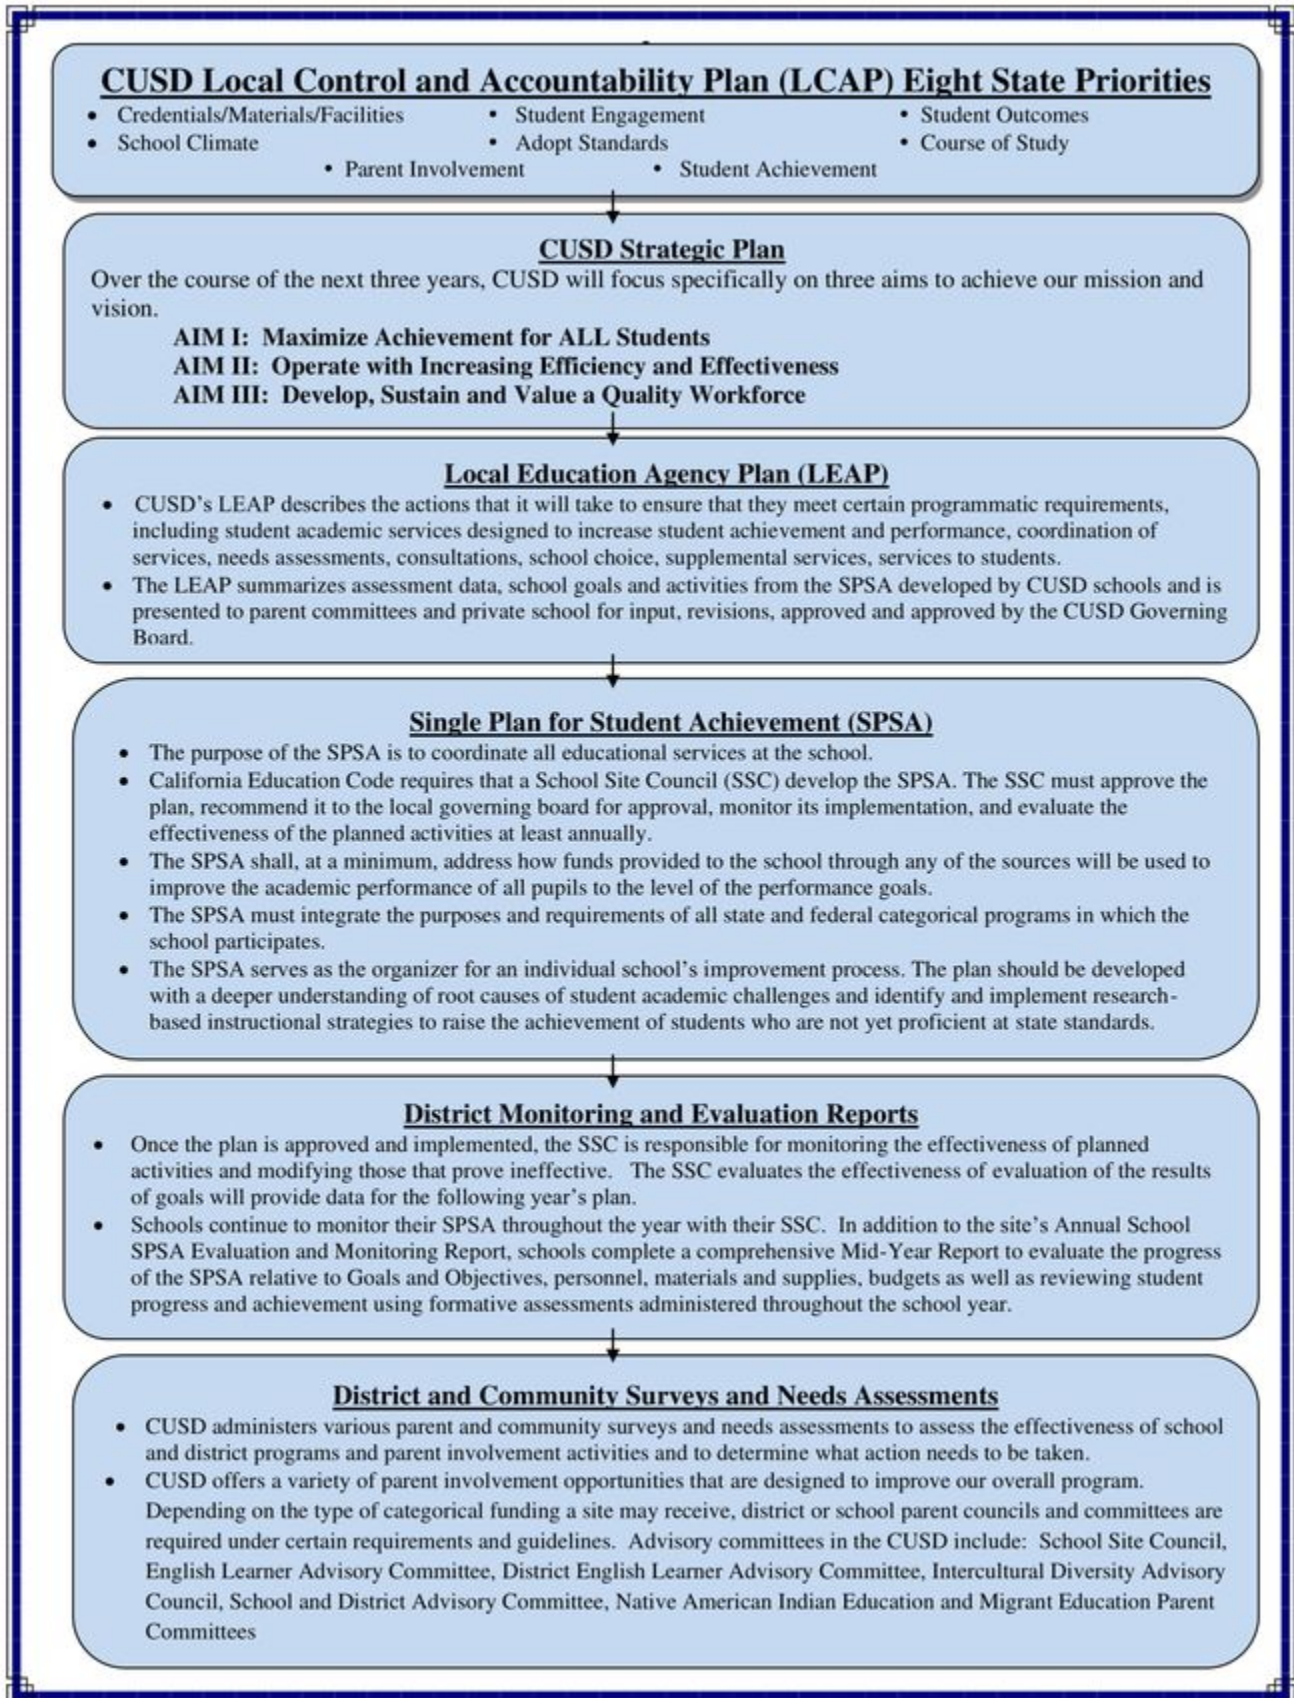 CUSD Local Control and Accountability Plan (LCAP) Eight State Priorities
• Credentials/Materials/Facilities • Student Engagement • Student Outcomes
• School Climate • Adopt Standards • Course of Study
• Parent Involvement • Student Achievement
CUSD Strategic Plan
Over the course of the next three years, CUSD will focus specifically on three aims to achieve our mission and
vision.
AIM I: Maximize Achievement for ALL Students
AIM II: Operate with Increasing Efficiency and Effectiveness
AIM III: Develop, Sustain and Value a Quality Workforce
Local Education Agency Plan (LEAP)
• CUSD's LEAP describes the actions that it will take to ensure that they meet certain programmatic requirements,
including student academic services designed to increase student achievement and performance, coordination of
services, needs assessments, consultations, school choice, supplemental services, services to students.
• The LEAP summarizes assessment data, school goals and activities from the SPSA developed by CUSD schools and is
presented to parent committees and private school for input, revisions, approved and approved by the CUSD Governing
Board.
Single Plan for Student Achievement (SPSA)
• The purpose of the SPSA is to coordinate all educational services at the school.
• California Education Code requires that a School Site Council (SSC) develop the SPSA. The SSC must approve the
plan, recommend it to the local governing board for approval, monitor its implementation, and evaluate the
effectiveness of the planned activities at least annually.
• The SPSA shall, at a minimum, address how funds provided to the school through any of the sources will be used to
improve the academic performance of all pupils to the level of the performance goals.
• The SPSA must integrate the purposes and requirements of all state and federal categorical programs in which the
school participates.
• The SPSA serves as the organizer for an individual school's improvement process. The plan should be developed
with a deeper understanding of root causes of student academic challenges and identify and implement research-
based instructional strategies to raise the achievement of students who are not yet proficient at state standards.
District Monitoring and Evaluation Reports
• Once the plan is approved and implemented, the SSC is responsible for monitoring the effectiveness of planned
activities and modifying those that prove ineffective. The SSC evaluates the effectiveness of evaluation of the results
of goals will provide data for the following year's plan.
• Schools continue to monitor their SPSA throughout the year with their SSC. In addition to the site's Annual School
SPSA Evaluation and Monitoring Report, schools complete a comprehensive Mid-Year Report to evaluate the progress
of the SPSA relative to Goals and Objectives, personnel, materials and supplies, budgets as well as reviewing student
progress and achievement using formative assessments administered throughout the school year.
District and Community Surveys and Needs Assessments
• CUSD administers various parent and community surveys and needs assessments to assess the effectiveness of school
and district programs and parent involvement activities and to determine what action needs to be taken.
• CUSD offers a variety of parent involvement opportunities that are designed to improve our overall program.
Depending on the type of categorical funding a site may receive, district or school parent councils and committees are
required under certain requirements and guidelines. Advisory committees in the CUSD include: School Site Council,
English Learner Advisory Committee, District English Learner Advisory Committee, Intercultural Diversity Advisory
Council, School and District Advisory Committee, Native American Indian Education and Migrant Education Parent
Committees